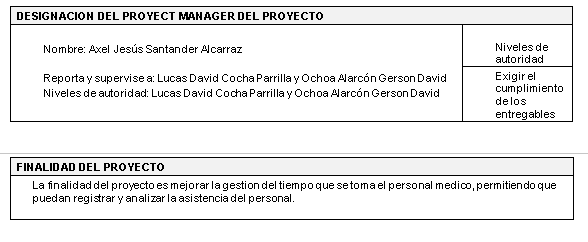 DESIGNACION DEL PROYECT MANAGER DEL PROYECTO
Nombre: Axel Jesús Santander Alcarraz
Reporta y supervise a: Lucas David Cocha Parrilla y Ochoa Alarcón Gerson David
Niveles de autoridad: Lucas David Cocha Parrilla y Ochoa Alarcón Gerson David
Niveles de
autoridad
Exigir el
cumplimiento
de los
entregables
FINALIDAD DEL PROYECTO
La finalidad del proyecto es mejorar la gestion del tiempo que se toma el personal medico, permitiendo que
puedan registrar y analizar la asistencia del personal.